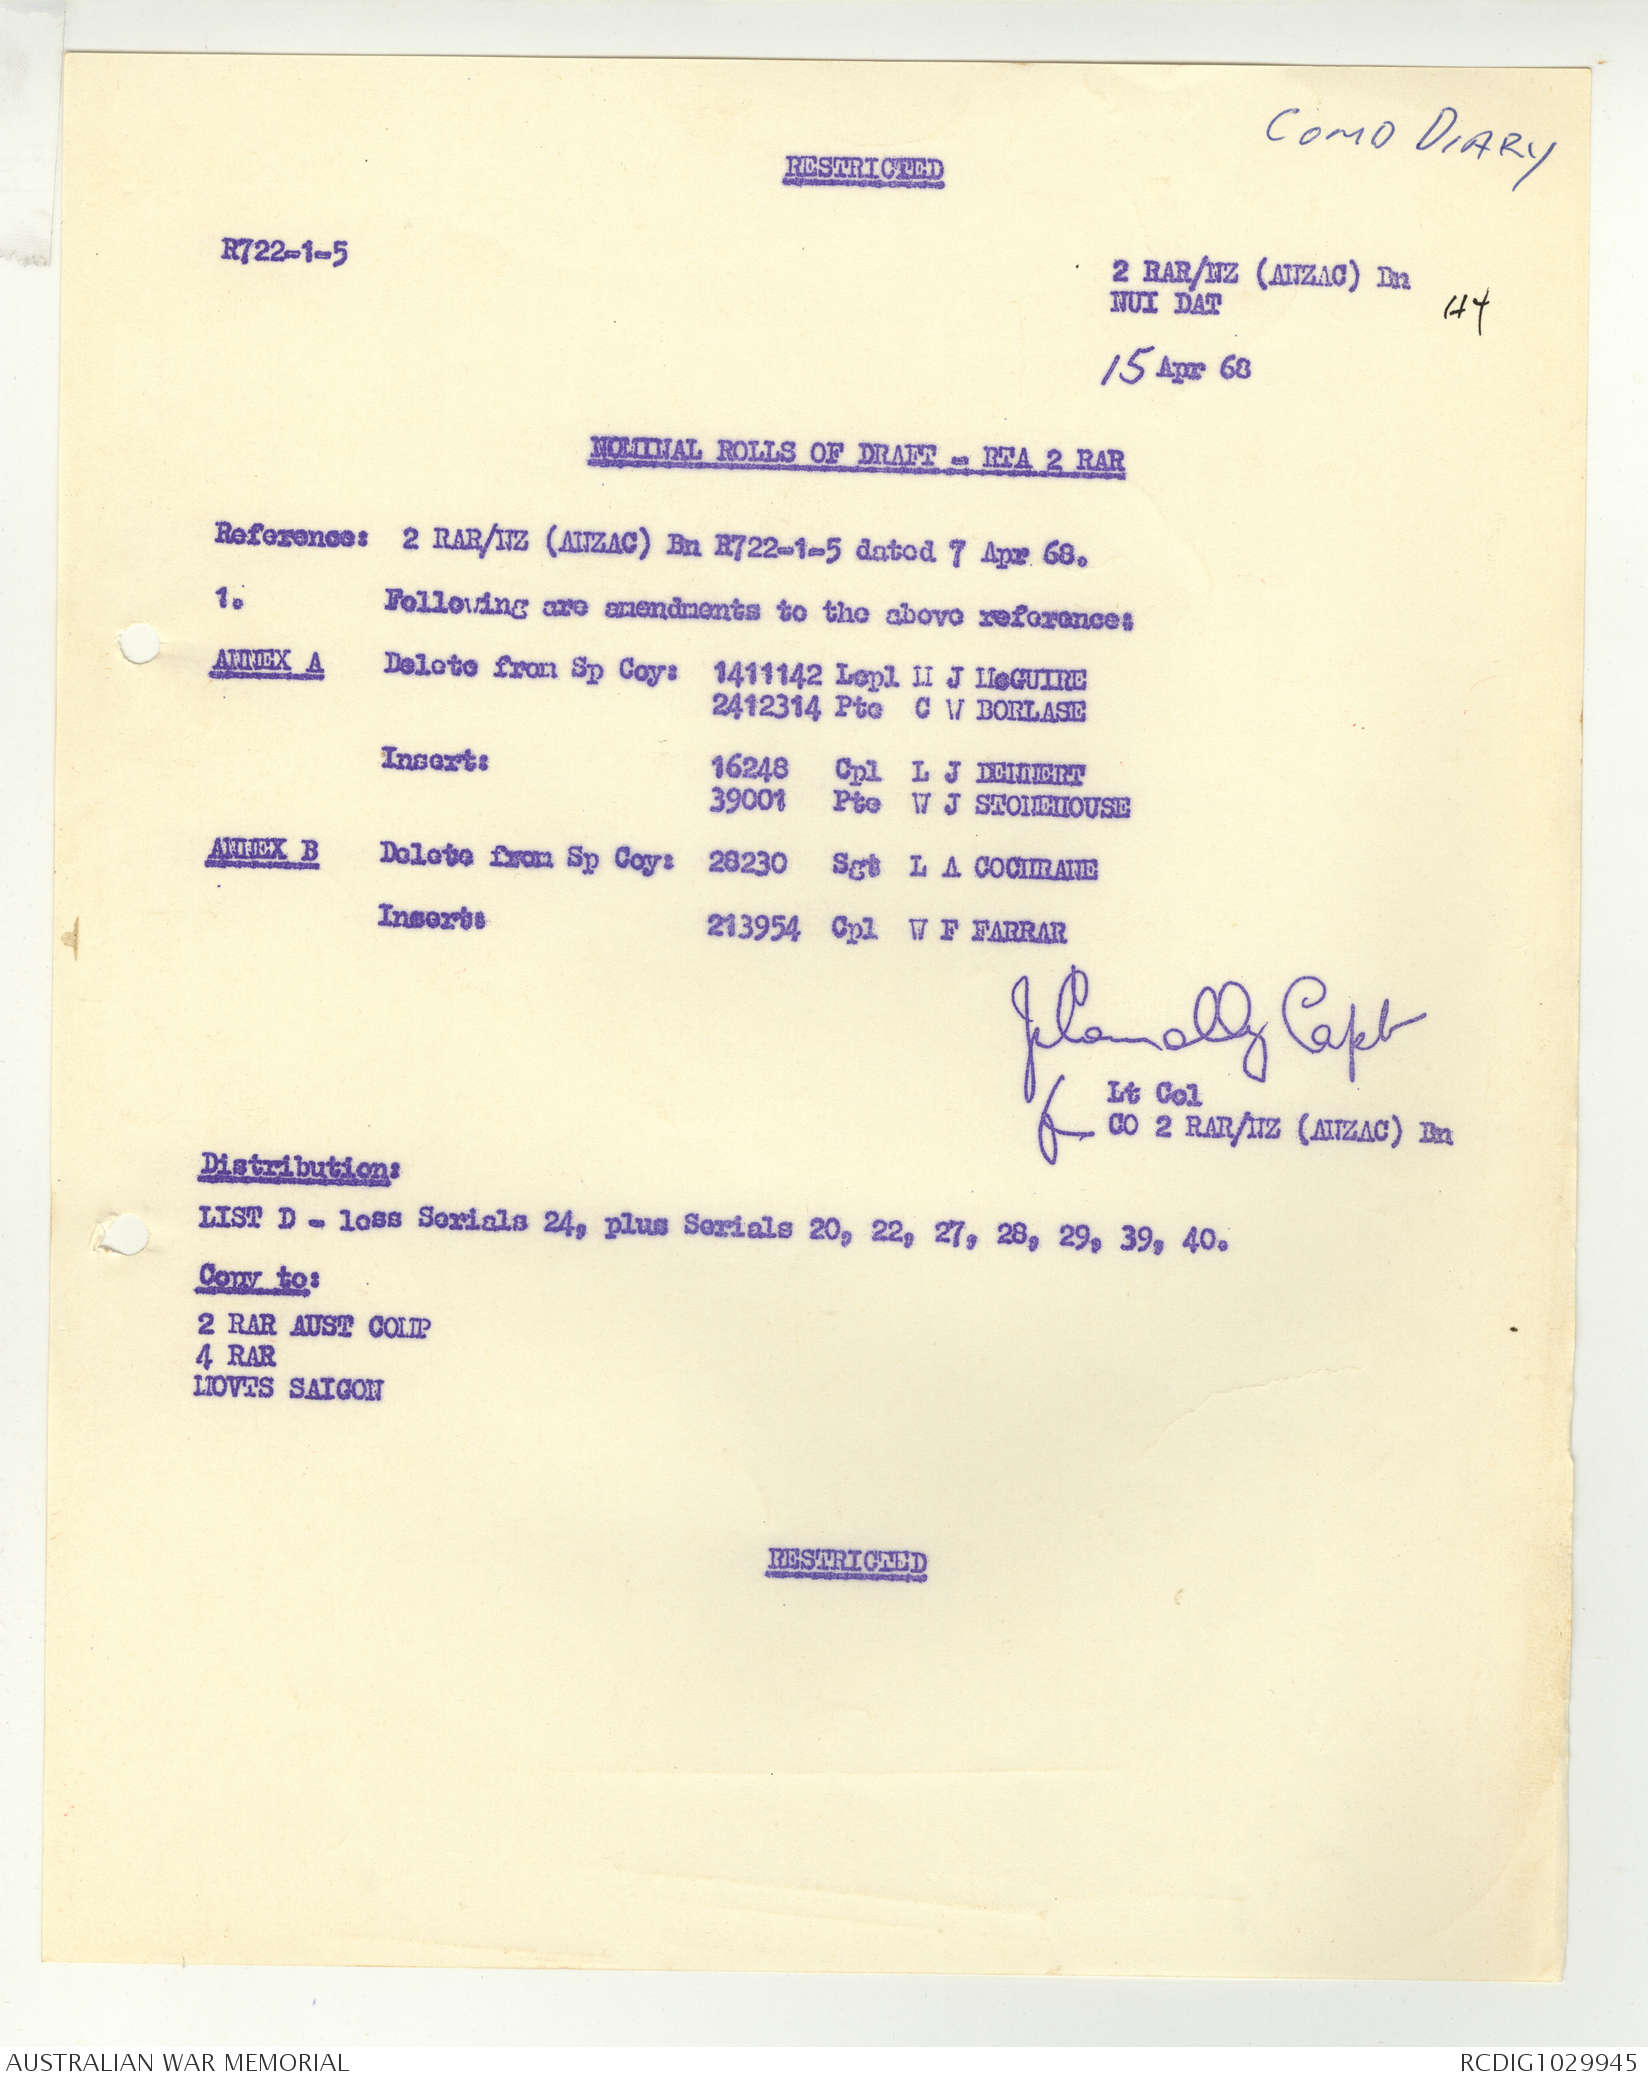 COMD DIARY
RESTRICTED
R722-1-5
2 RAR/NZ (ANZAC) Bn
NUI DAT
114
15 Apr 68
NOMINAL ROLLS OF DRAFT - RTA 2 RAR
Reference: 2 RAR/NZ (ANZAC) Bn R722-1-5 dated 7 Apr 68.
1. Following are amendments to the above reference:
ANNEX A Delete from Sp Coy: 1411142 Lcpl M J McGUIRE
2412314 Pte C W BORLASE
Insert: 16248 Cpl L J DENNERT
39001 Pte W J STONEHOUSE
ANNEX B Delete from Sp Coy: 28230 Sgt L A COCHRANE
Insert: 213954 Cpl W F FARRAR
Capt
Lt Col
CO 2 RAR/NZ (ANZAC) Bn
Distribution:
LIST D - less Serials 24, plus Serials 20, 22, 27, 28, 29, 39, 40.
Copy to:
2 RAR AUST COMP
4 RAR
MOVTS SAIGON
RESTRICTED
AUSTRALIAN WAR MEMORIAL
RCDIG1029945